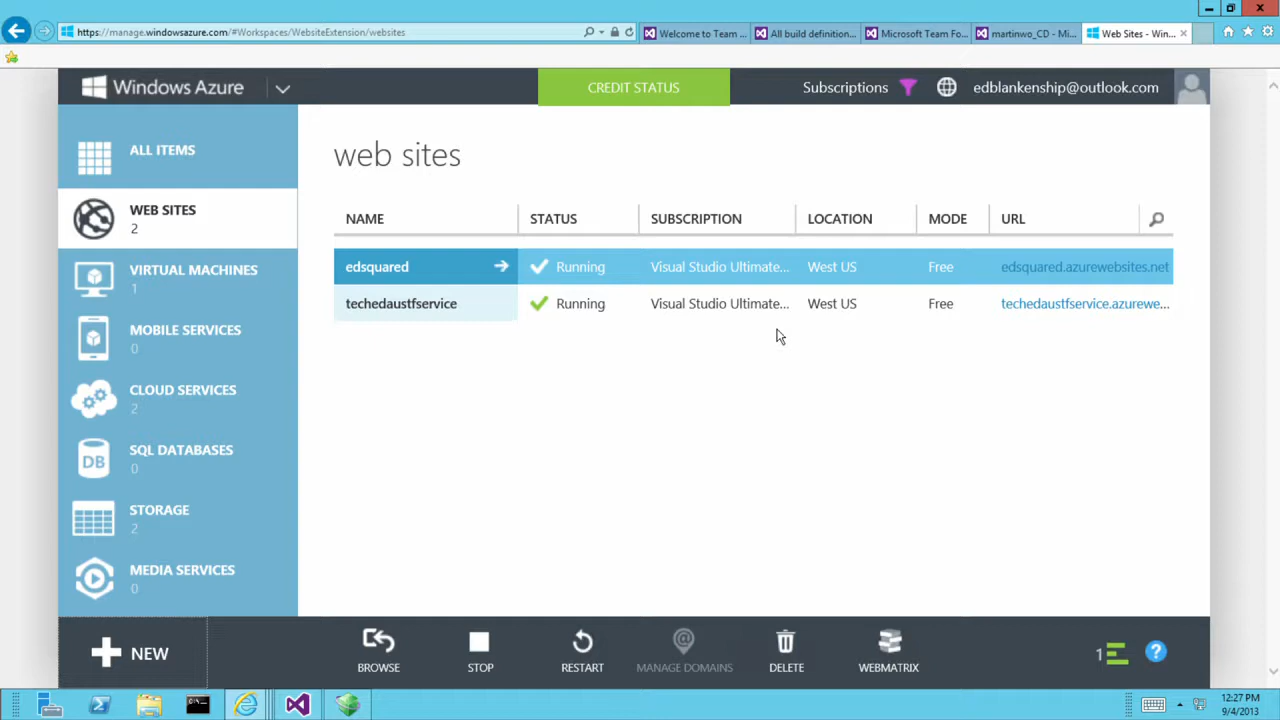 https://manage.windowsazure.com/#Workspaces/WebsiteExtension/websites
Welcome to Team ...
All build definition...
Microsoft Team Fo...
martinwo_CD - Mi...
Web Sites - Win...
Windows Azure
CREDIT STATUS
Subscriptions
edblankenship@outlook.com
ALL ITEMS
WEB SITES
2
VIRTUAL MACHINES
1
MOBILE SERVICES
0
CLOUD SERVICES
2
SQL DATABASES
0
DB
STORAGE
2
MEDIA SERVICES
0
web sites
NAME STATUS SUBSCRIPTION LOCATION MODE URL
edsquared Running Visual Studio Ultimate... West US Free edsquared.azurewebsites.net
techedaustfservice Running Visual Studio Ultimate... West US Free techedaustfservice.azurewe...
NEW
BROWSE
STOP
RESTART
MANAGE DOMAINS
DELETE
WEBMATRIX
1
?
12:27 PM
9/4/2013